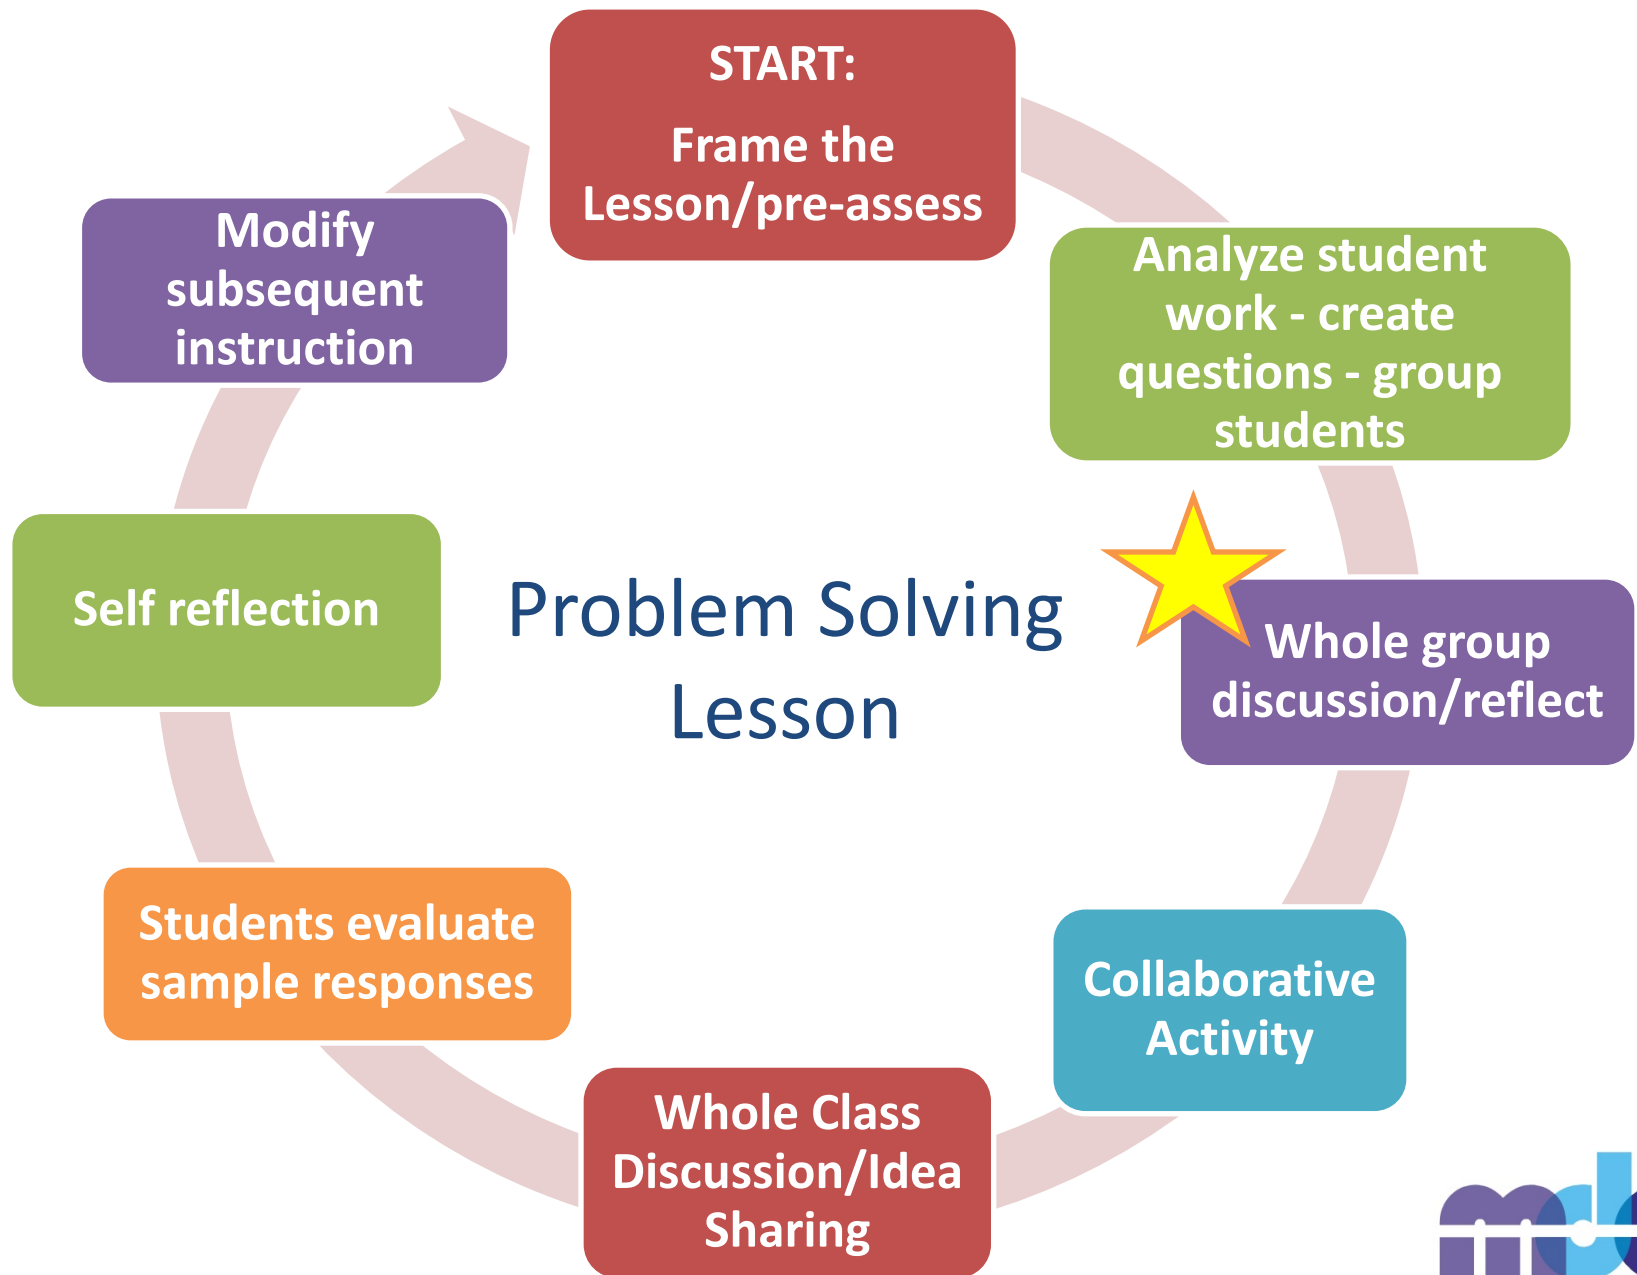 START:
Frame the
Lesson/pre-assess
Analyze student
work - create
questions - group
students
Whole group
discussion/reflect
Collaborative
Activity
Whole Class
Discussion/Idea
Sharing
Students evaluate
sample responses
Self reflection
Modify
subsequent
instruction
Problem Solving
Lesson